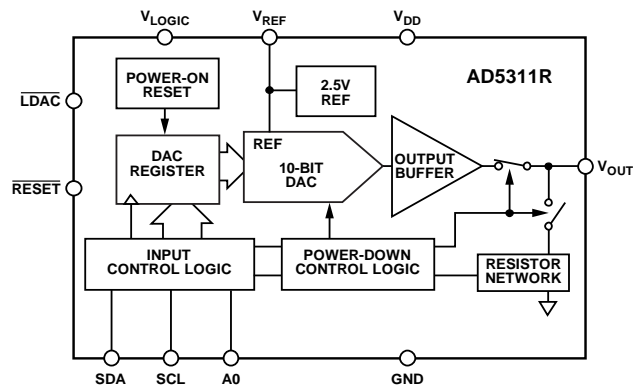 VLOGIC VREF VDD
POWER-ON
RESET
2.5V
REF
AD5311R
LDAC
DAC
REGISTER
REF
10-BIT
DAC
OUTPUT
BUFFER
VOUT
RESET
INPUT
CONTROL LOGIC
POWER-DOWN
CONTROL LOGIC
RESISTOR
NETWORK
SDA SCL A0 GND